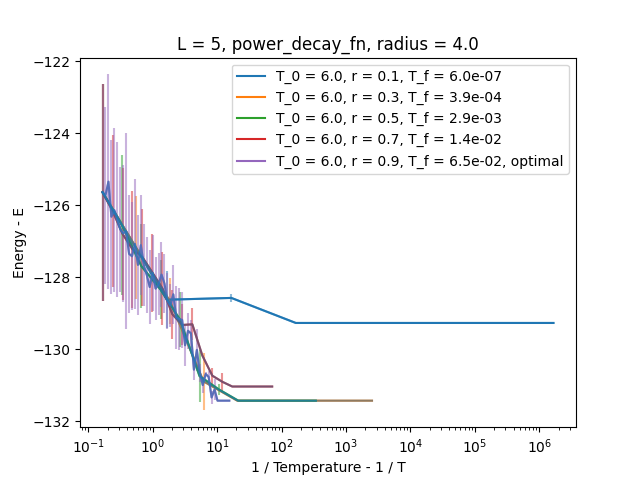 L = 5, power_decay_fn, radius = 4.0
T_0 = 6.0, r = 0.1, T_f = 6.0e-07
T_0 = 6.0, r = 0.3, T_f = 3.9e-04
T_0 = 6.0, r = 0.5, T_f = 2.9e-03
T_0 = 6.0, r = 0.7, T_f = 1.4e-02
T_0 = 6.0, r = 0.9, T_f = 6.5e-02, optimal
Energy - E
−122
−124
−126
−128
−130
−132
10⁻¹ 10⁰ 10¹ 10² 10³ 10⁴ 10⁵ 10⁶
1 / Temperature - 1 / T